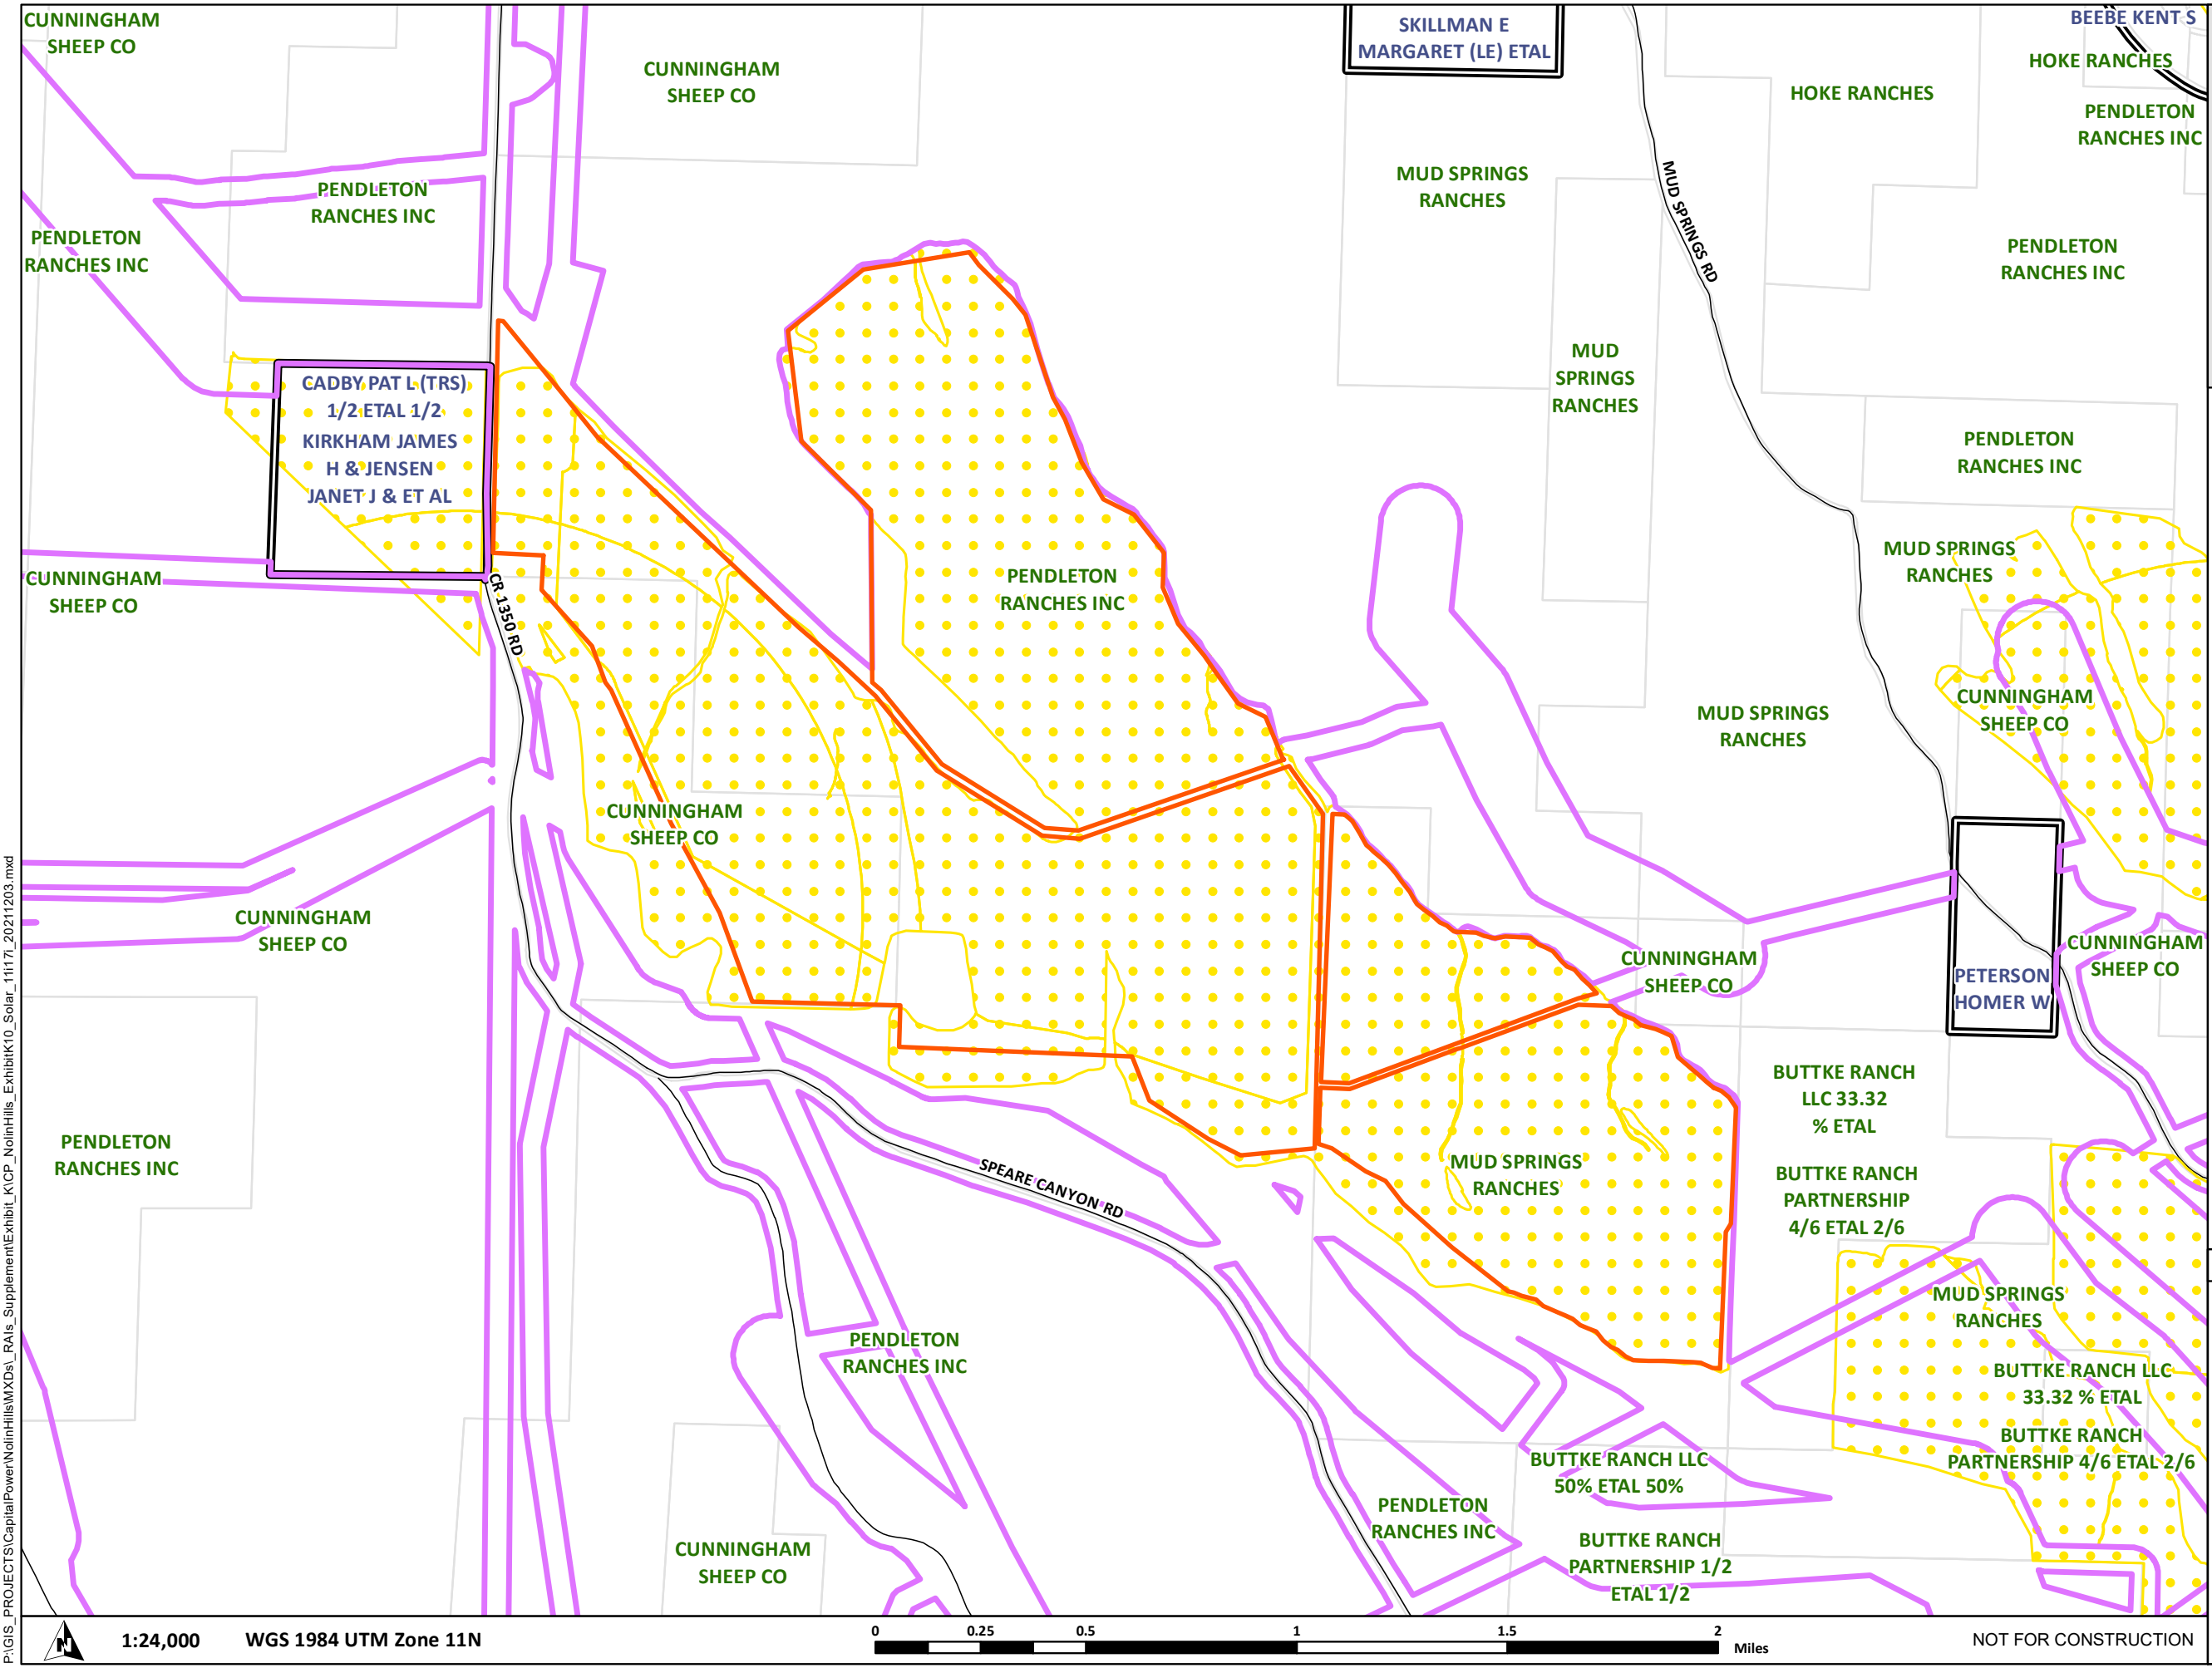 CUNNINGHAM
SHEEP CO
CUNNINGHAM
SHEEP CO
SKILLMAN E
MARGARET (LE) ETAL
BEEBE KENT S
HOKE RANCHES
HOKE RANCHES
PENDLETON
RANCHES INC
PENDLETON
RANCHES INC
PENDLETON
RANCHES INC
MUD SPRINGS
RANCHES
MUD SPRINGS RD
PENDLETON
RANCHES INC
CADBY PAT L (TRS)
1/2 ETAL 1/2
KIRKHAM JAMES
H & JENSEN
JANET J & ET AL
MUD
SPRINGS
RANCHES
PENDLETON
RANCHES INC
CUNNINGHAM
SHEEP CO
CR 1350 RD
PENDLETON
RANCHES INC
MUD SPRINGS
RANCHES
CUNNINGHAM
SHEEP CO
MUD SPRINGS
RANCHES
CUNNINGHAM
SHEEP CO
CUNNINGHAM
SHEEP CO
CUNNINGHAM
SHEEP CO
PETERSON
HOMER W
CUNNINGHAM
SHEEP CO
PENDLETON
RANCHES INC
SPEARE CANYON RD
MUD SPRINGS
RANCHES
BUTTKE RANCH
LLC 33.32
% ETAL
BUTTKE RANCH
PARTNERSHIP
4/6 ETAL 2/6
PENDLETON
RANCHES INC
MUD SPRINGS
RANCHES
BUTTKE RANCH LLC
33.32 % ETAL
BUTTKE RANCH
PARTNERSHIP 4/6 ETAL 2/6
BUTTKE RANCH LLC
50% ETAL 50%
PENDLETON
RANCHES INC
BUTTKE RANCH
PARTNERSHIP 1/2
ETAL 1/2
CUNNINGHAM
SHEEP CO
P:\GIS_PROJECTS\CapitalPower\NolinHills\MXDs\_RAIs_Supplement\Exhibit_K\CP_NolinHills_ExhibitK10_Solar_11i17i_20211203.mxd
N
1:24,000
WGS 1984 UTM Zone 11N
0 0.25 0.5 1 1.5 2
Miles
NOT FOR CONSTRUCTION